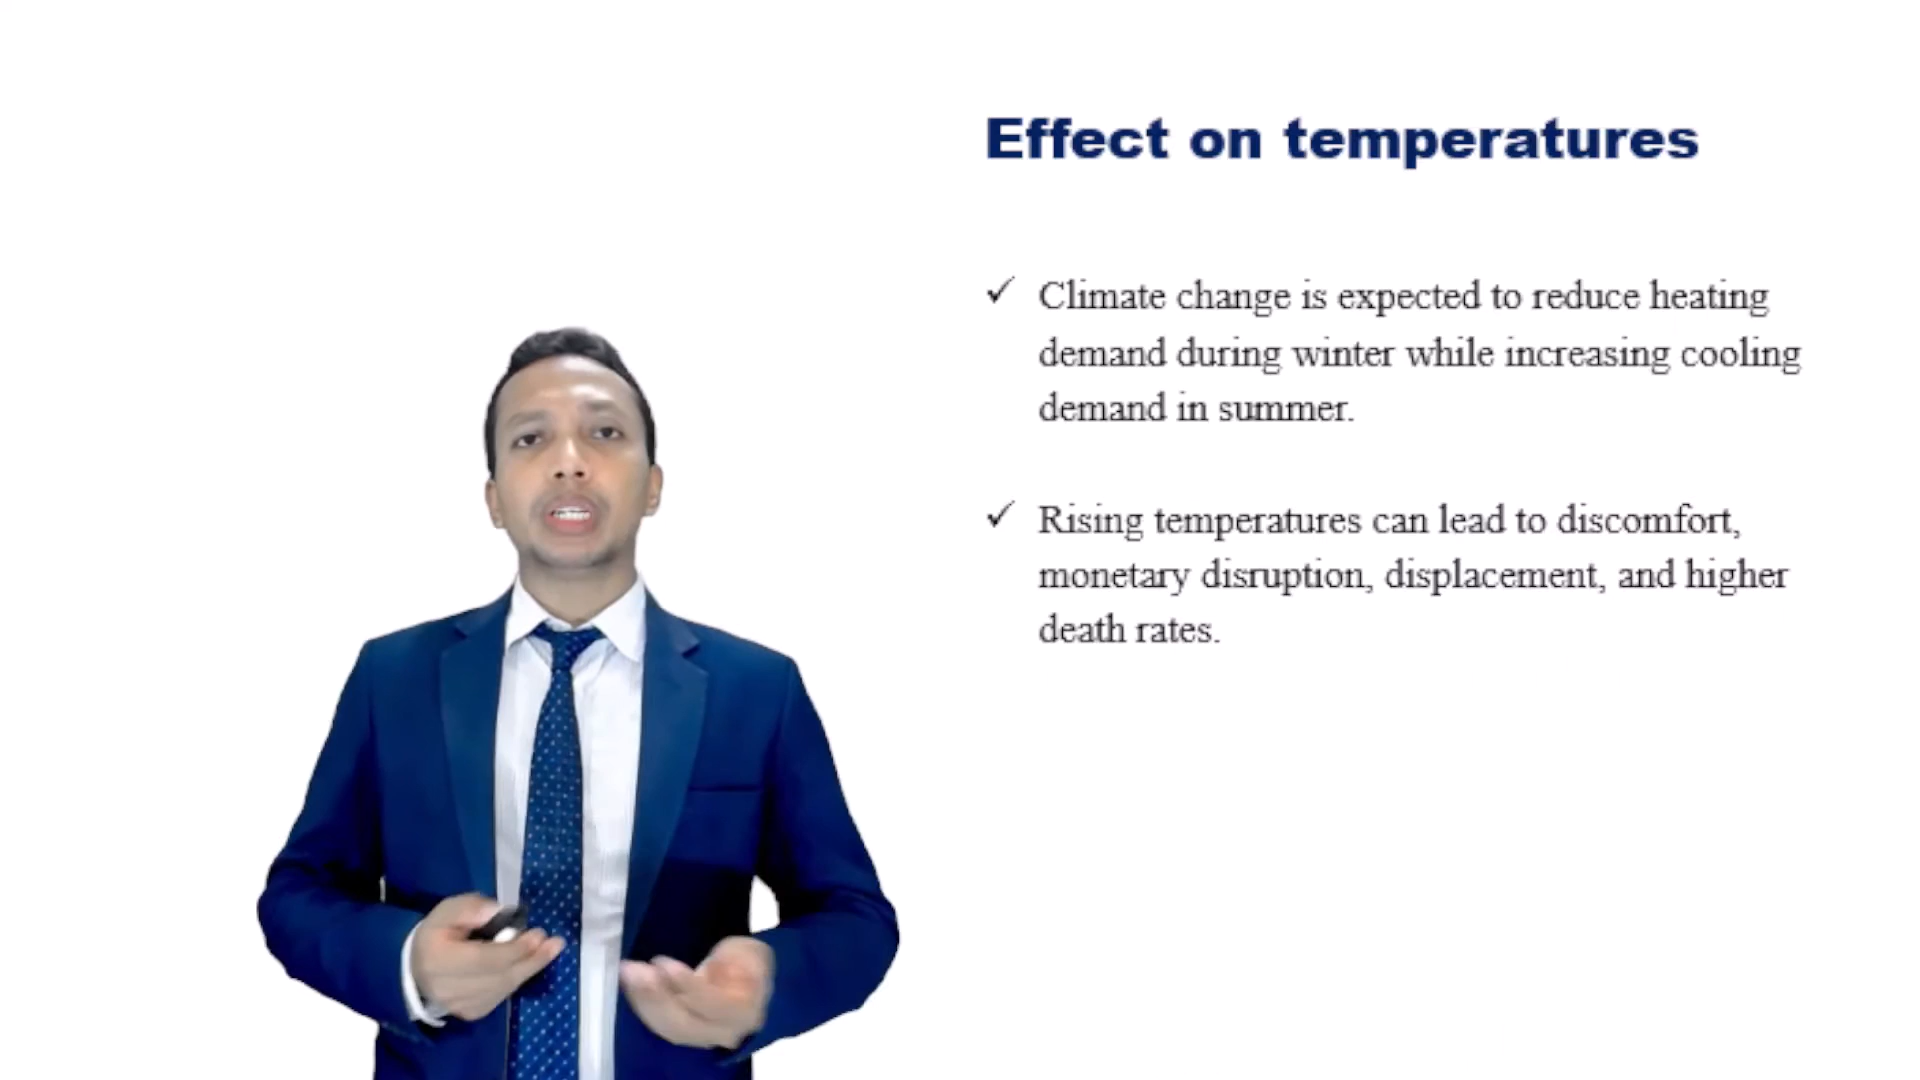 Effect on temperatures
✓ Climate change is expected to reduce heating
demand during winter while increasing cooling
demand in summer.
✓ Rising temperatures can lead to discomfort,
monetary disruption, displacement, and higher
death rates.